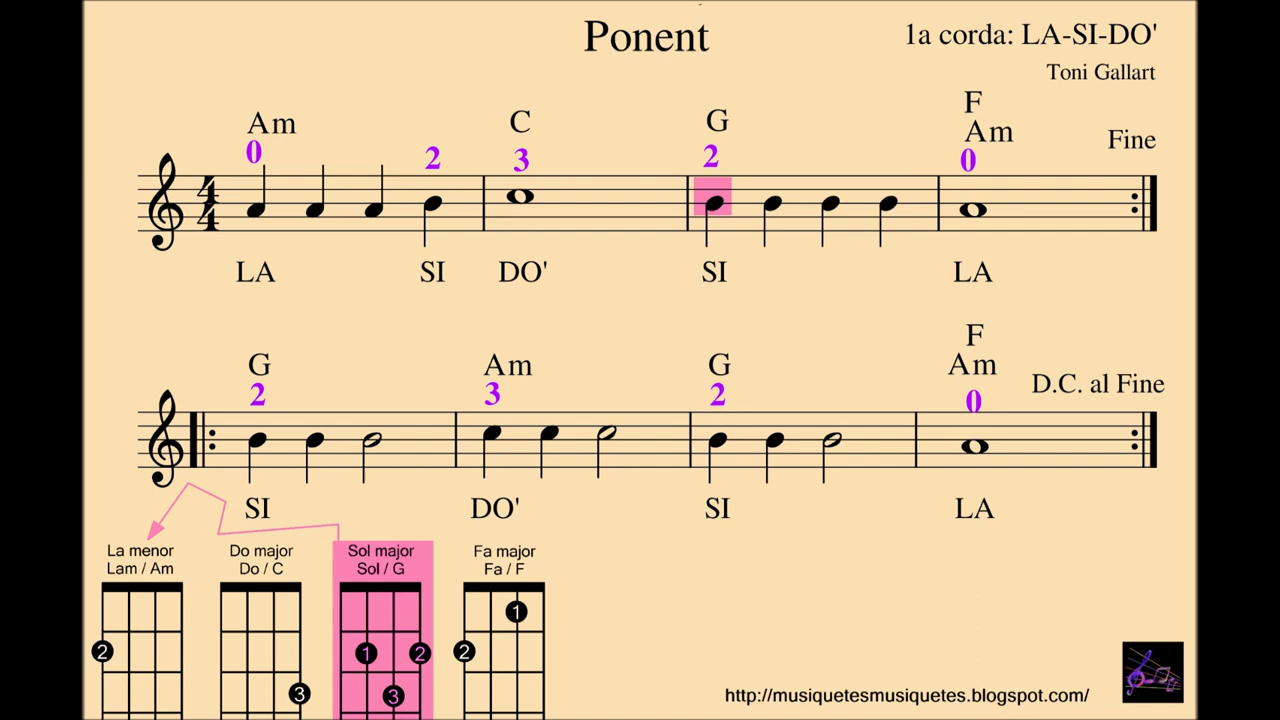 Ponent
1a corda: LA-SI-DO'
Toni Gallart
F
Am C G Am Fine
0 2 3 2 0
4
4
LA SI DO' SI LA
F
G Am G Am D.C. al Fine
2 3 2 0
SI DO' SI LA
La menor Do major Sol major Fa major
Lam / Am Do / C Sol / G Fa / F
1
2 1 2 2
3 3
http://musiquetesmusiquetes.blogspot.com/